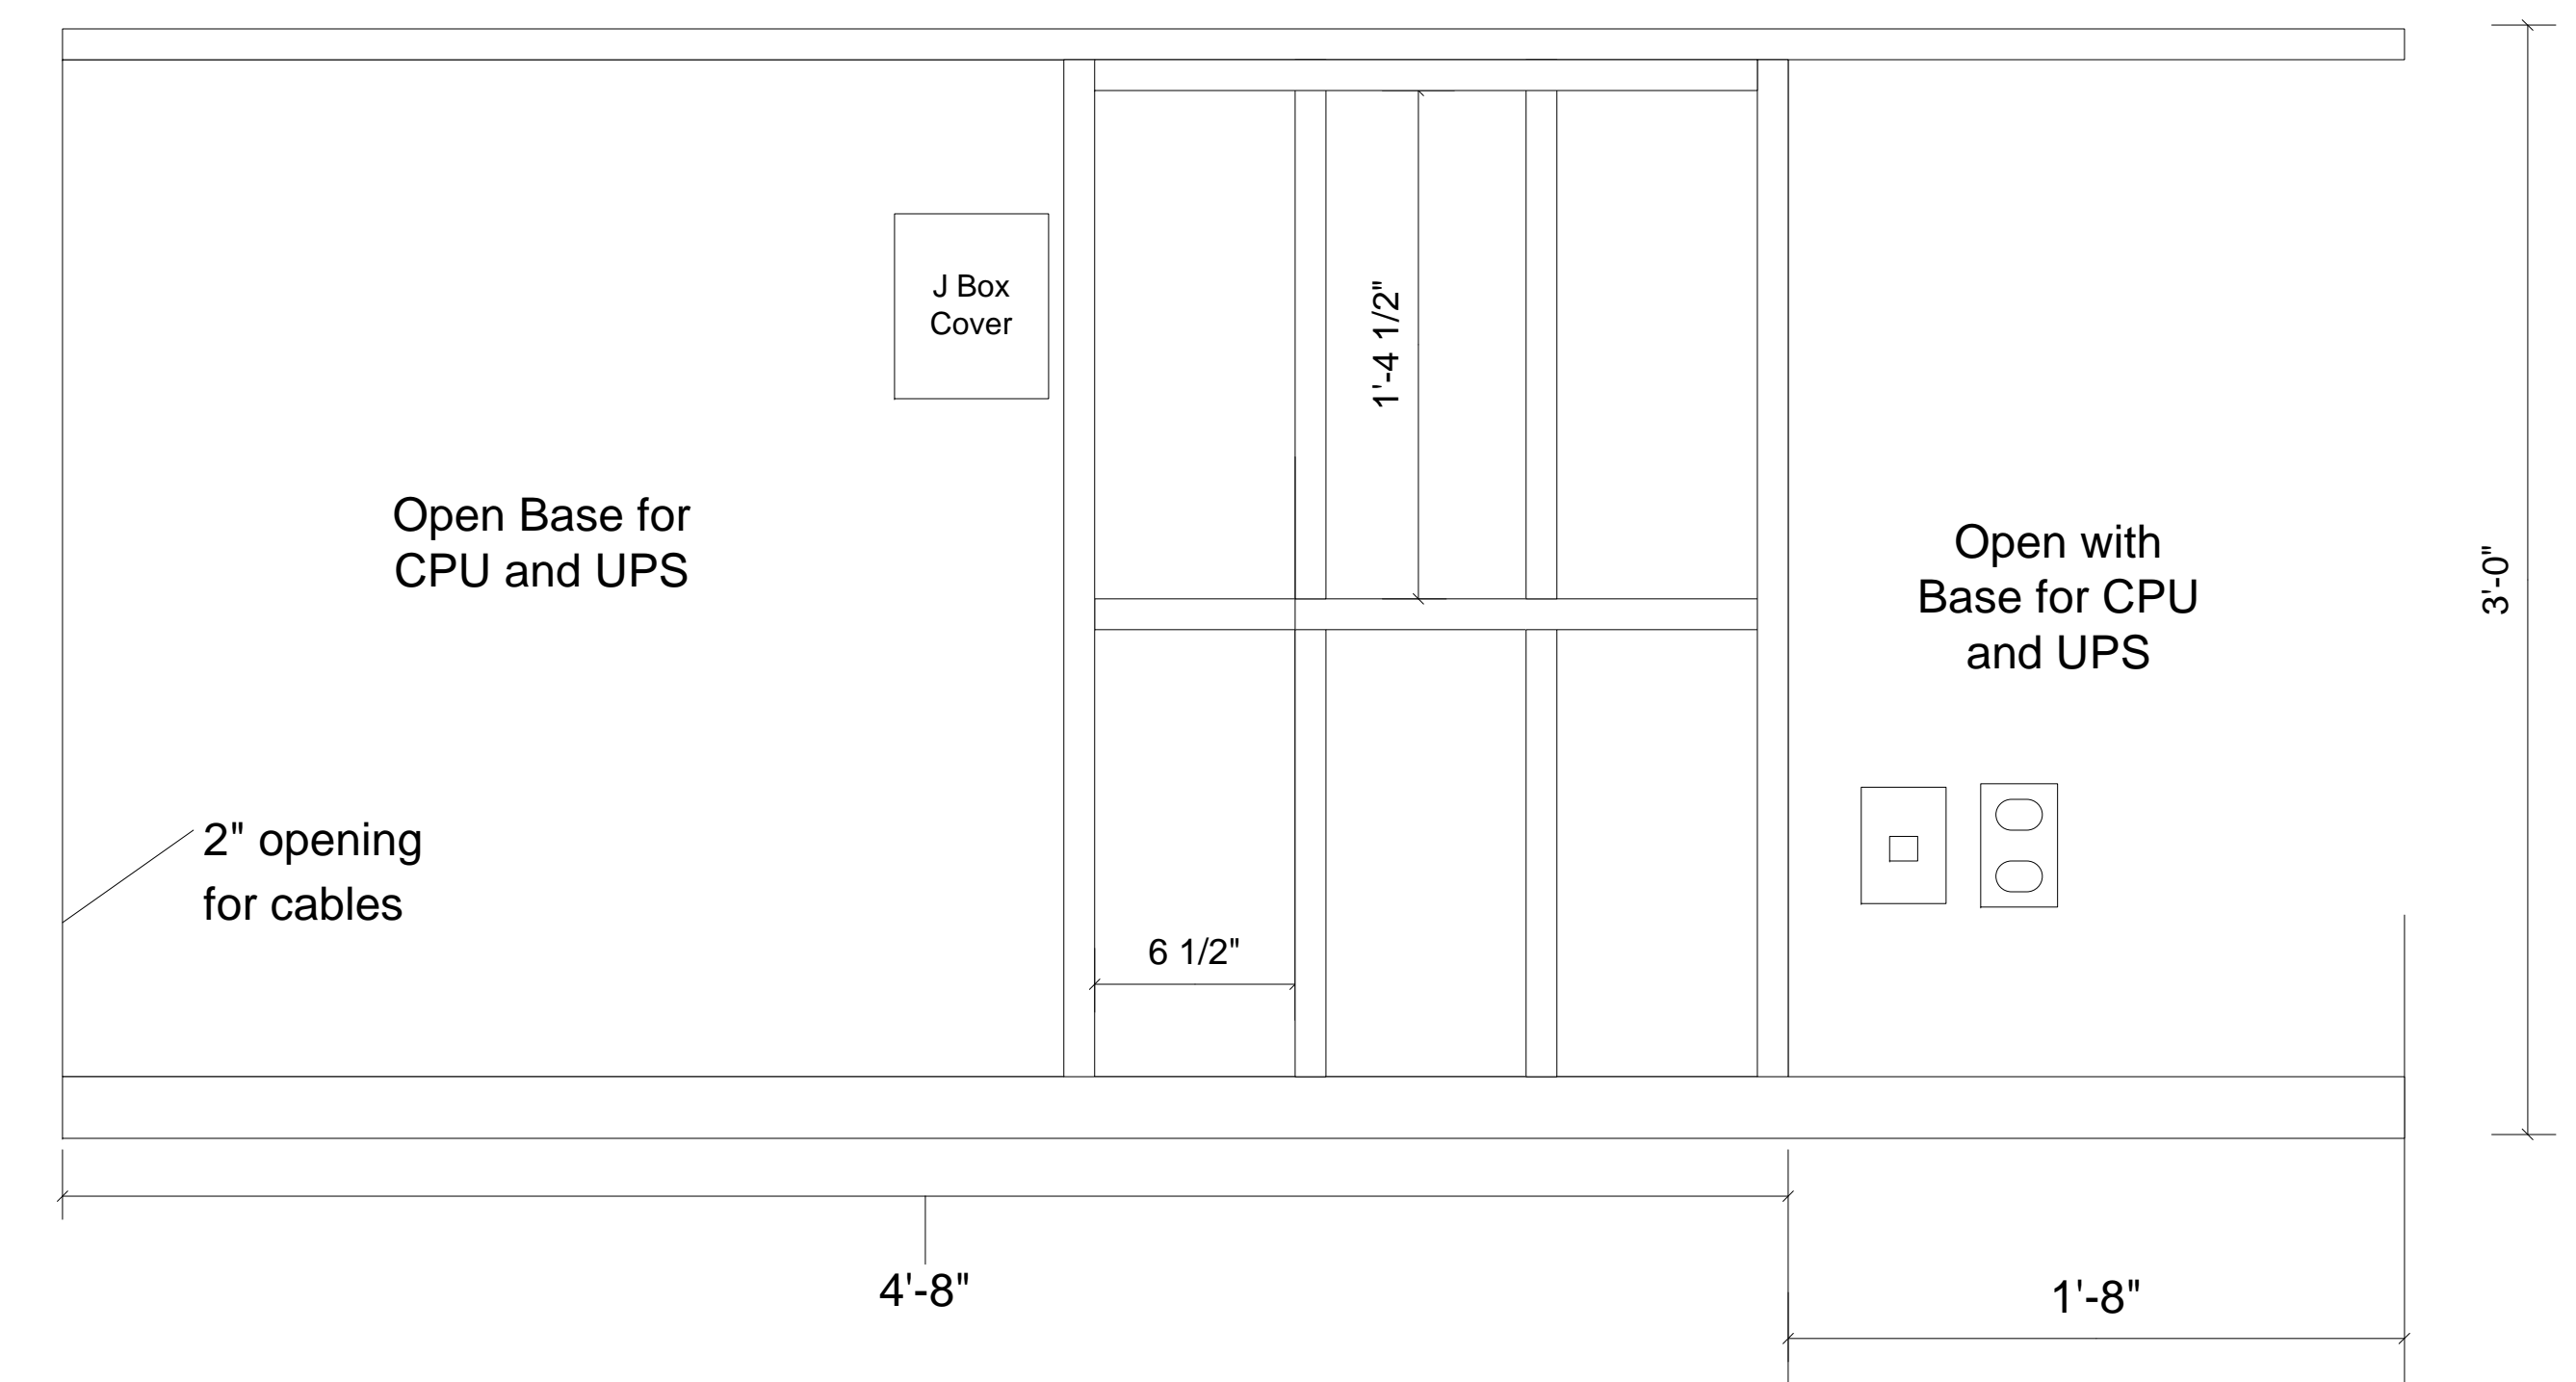 J Box
Cover
1'-4 1/2"
Open Base for
CPU and UPS
Open with
Base for CPU
and UPS
3'-0"
2" opening
for cables
6 1/2"
4'-8"
1'-8"